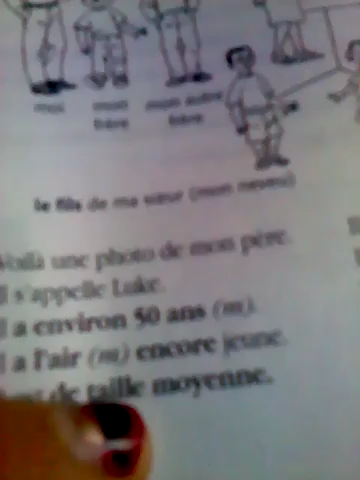 moi mon frère mon autre frère
le fils de ma sœur (mon neveu)
Voilà une photo de mon père.
Il s'appelle Luke.
Il a environ 50 ans (m).
Il a l'air (m) encore jeune.
de taille moyenne.